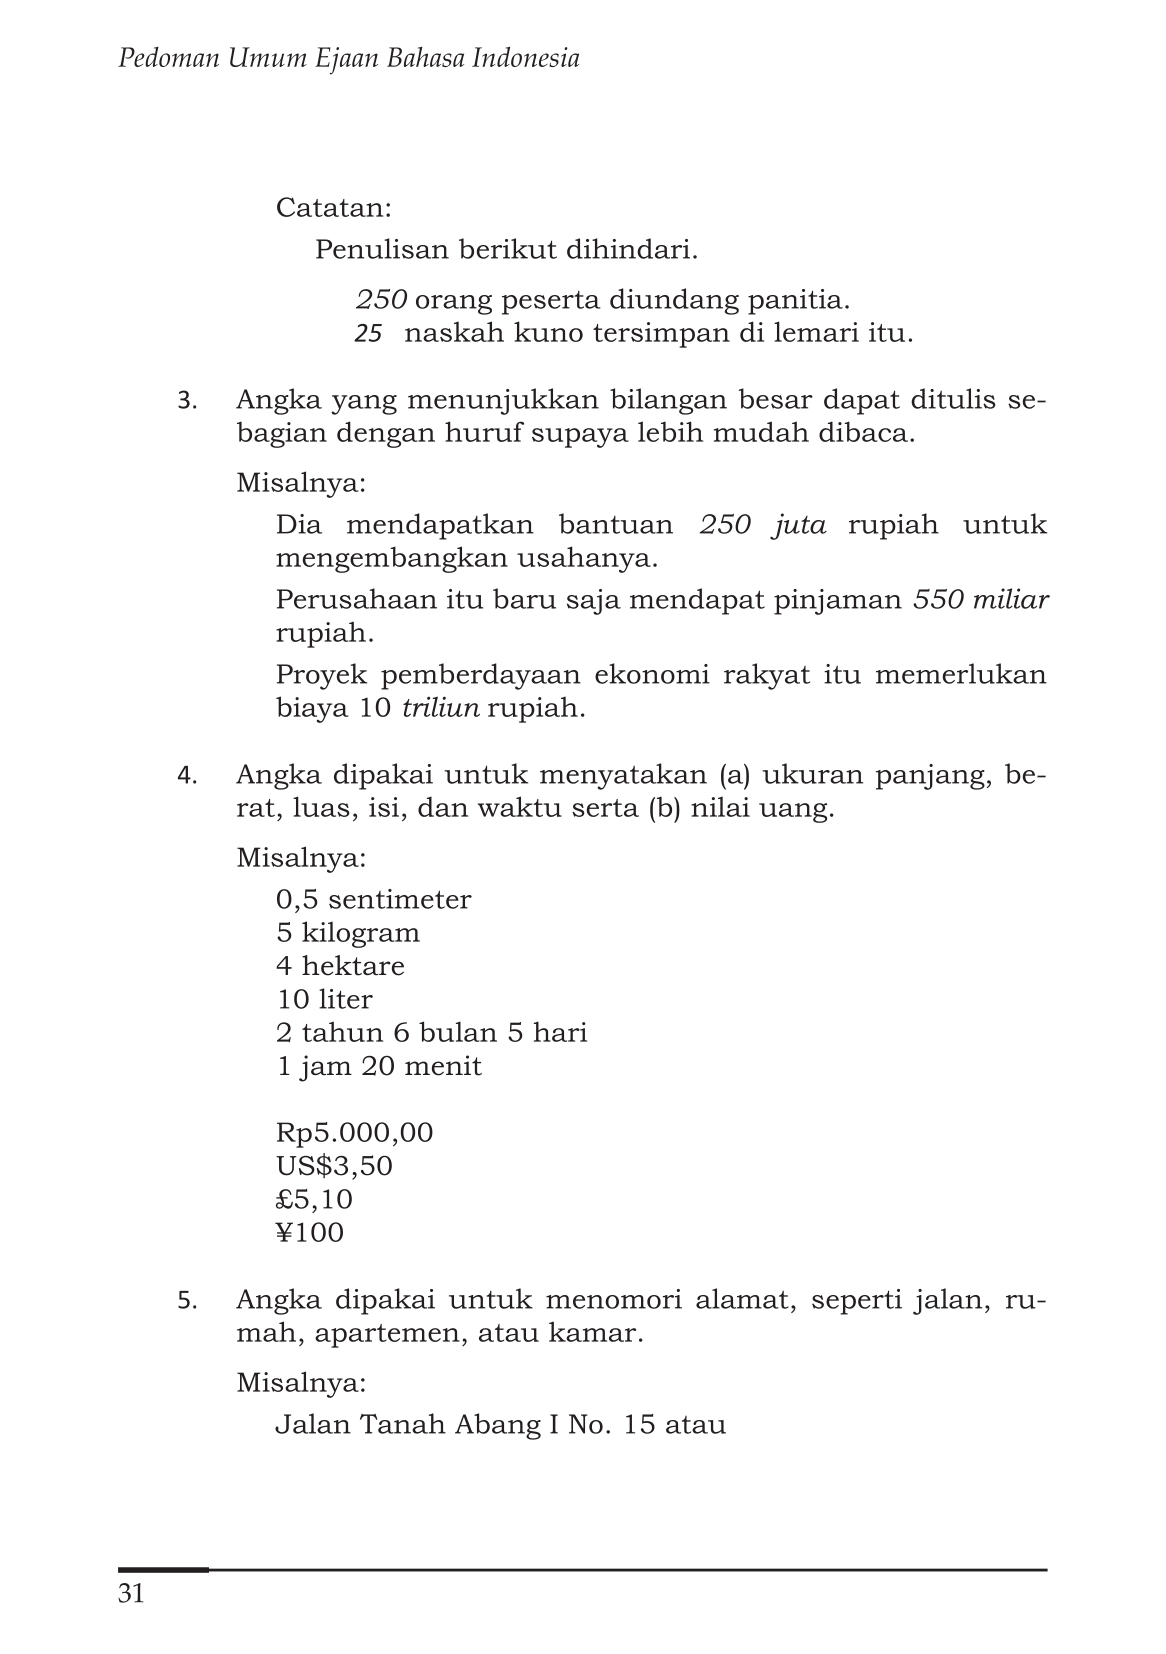 Pedoman Umum Ejaan Bahasa Indonesia
Catatan:
Penulisan berikut dihindari.
250 orang peserta diundang panitia.
25 naskah kuno tersimpan di lemari itu.
3. Angka yang menunjukkan bilangan besar dapat ditulis se-
bagian dengan huruf supaya lebih mudah dibaca.
Misalnya:
Dia mendapatkan bantuan 250 juta rupiah untuk
mengembangkan usahanya.
Perusahaan itu baru saja mendapat pinjaman 550 miliar
rupiah.
Proyek pemberdayaan ekonomi rakyat itu memerlukan
biaya 10 triliun rupiah.
4. Angka dipakai untuk menyatakan (a) ukuran panjang, be-
rat, luas, isi, dan waktu serta (b) nilai uang.
Misalnya:
0,5 sentimeter
5 kilogram
4 hektare
10 liter
2 tahun 6 bulan 5 hari
1 jam 20 menit
Rp5.000,00
US$3,50
£5,10
¥100
5. Angka dipakai untuk menomori alamat, seperti jalan, ru-
mah, apartemen, atau kamar.
Misalnya:
Jalan Tanah Abang I No. 15 atau
31